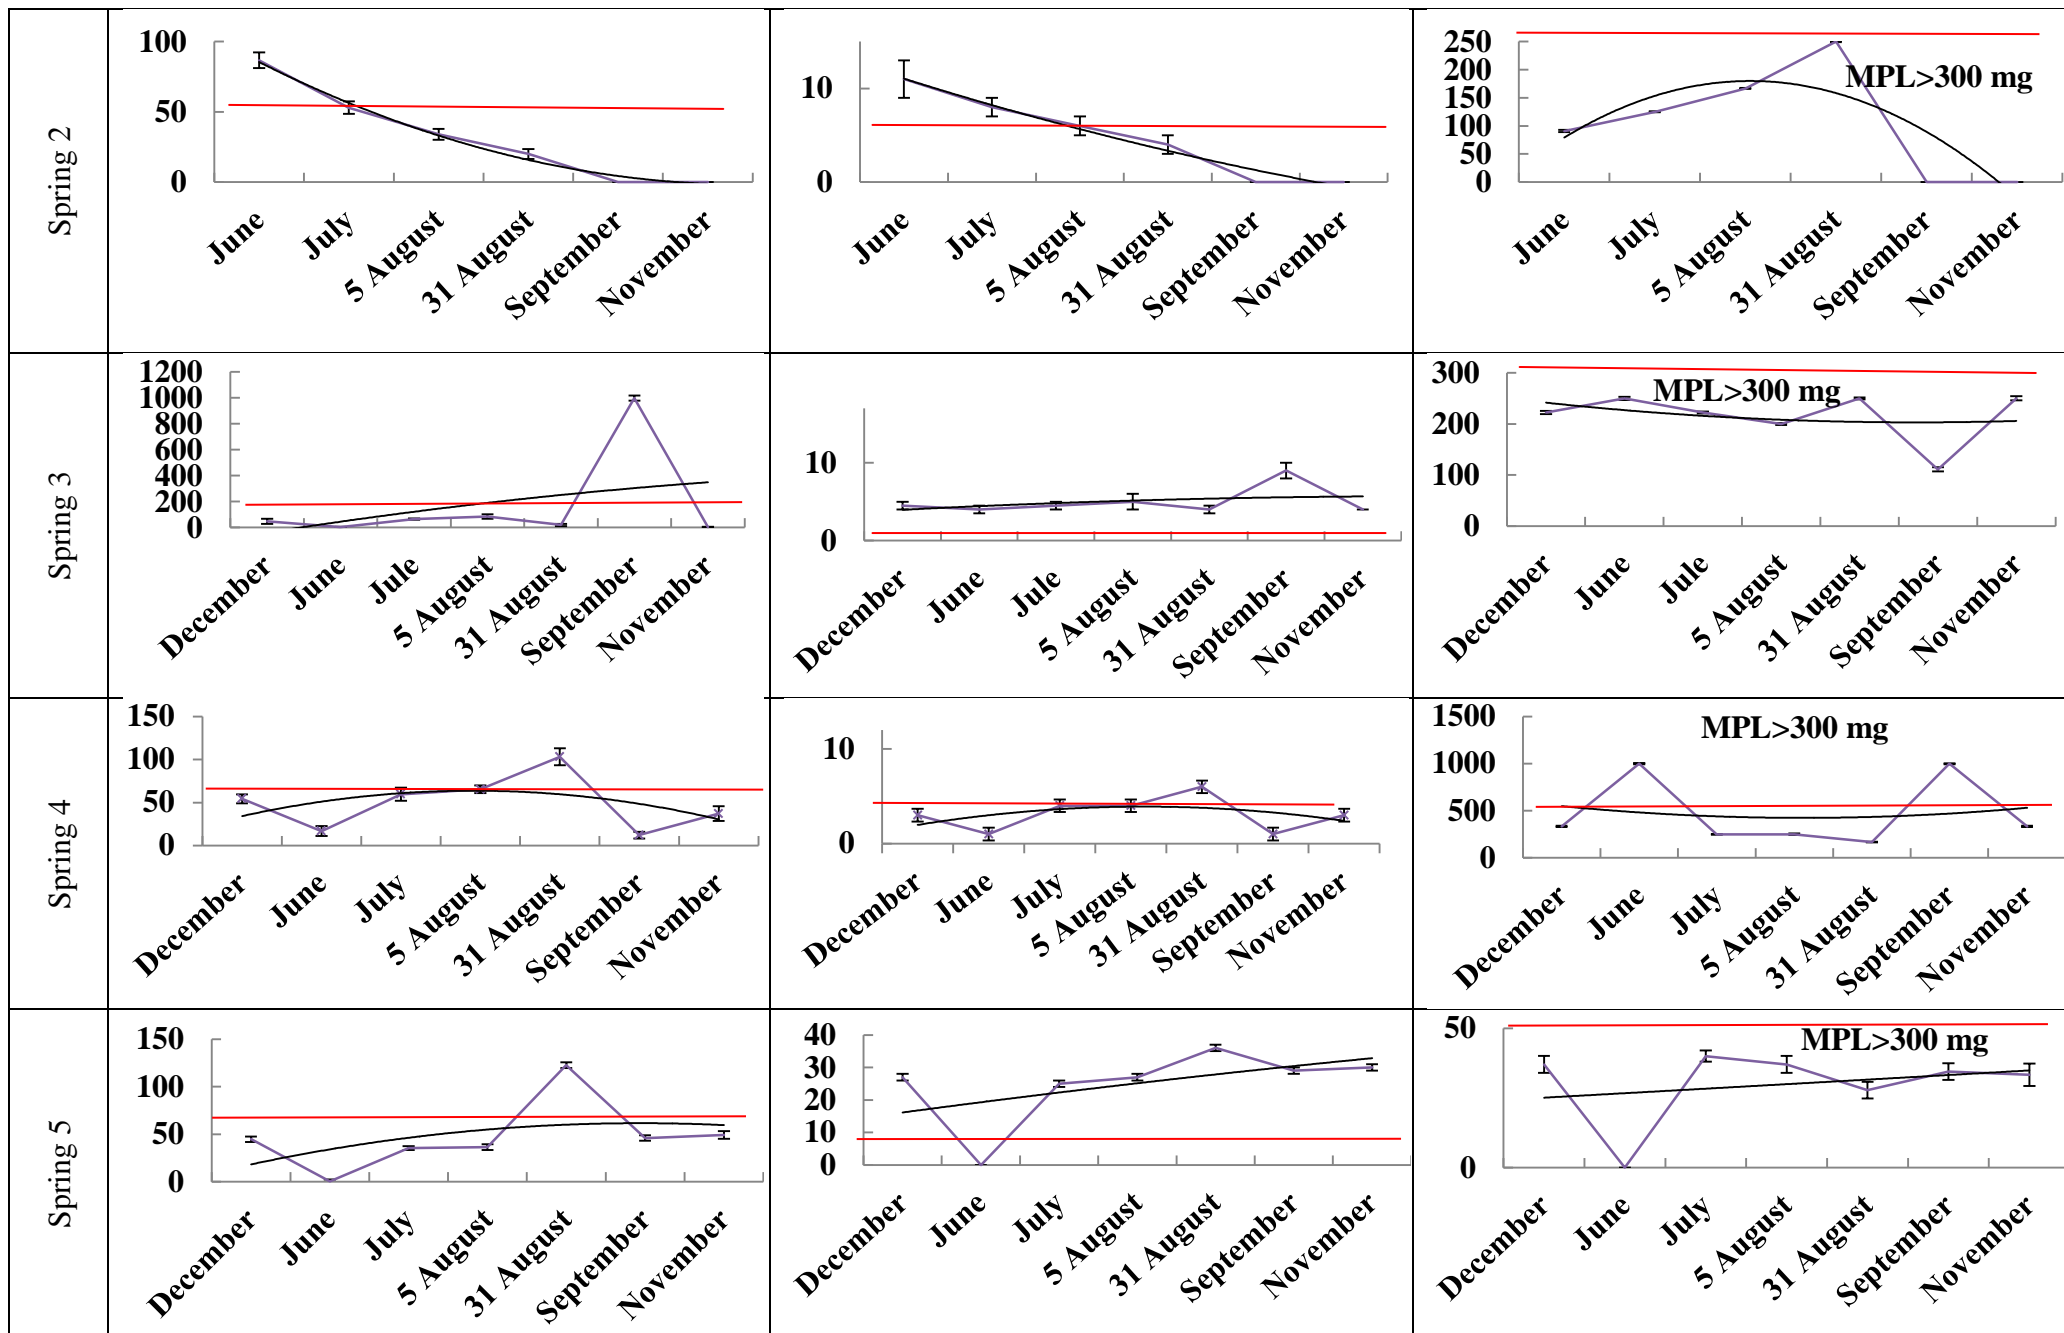 Spring 2
100
50
0
June
July
5 August
31 August
September
November
10
0
June
July
5 August
31 August
September
November
250
200
150
100
50
0
MPL>300 mg
June
July
5 August
31 August
September
November
Spring 3
1200
1000
800
600
400
200
0
December
June
Jule
5 August
31 August
September
November
10
0
December
June
Jule
5 August
31 August
September
November
300
200
100
0
MPL>300 mg
December
June
Jule
5 August
31 August
September
November
Spring 4
150
100
50
0
December
June
July
5 August
31 August
September
November
10
0
December
June
July
5 August
31 August
September
November
1500
1000
500
0
MPL>300 mg
December
June
July
5 August
31 August
September
November
Spring 5
150
100
50
0
December
June
July
5 August
31 August
September
November
40
30
20
10
0
December
June
July
5 August
31 August
September
November
50
0
MPL>300 mg
December
June
July
5 August
31 August
September
November